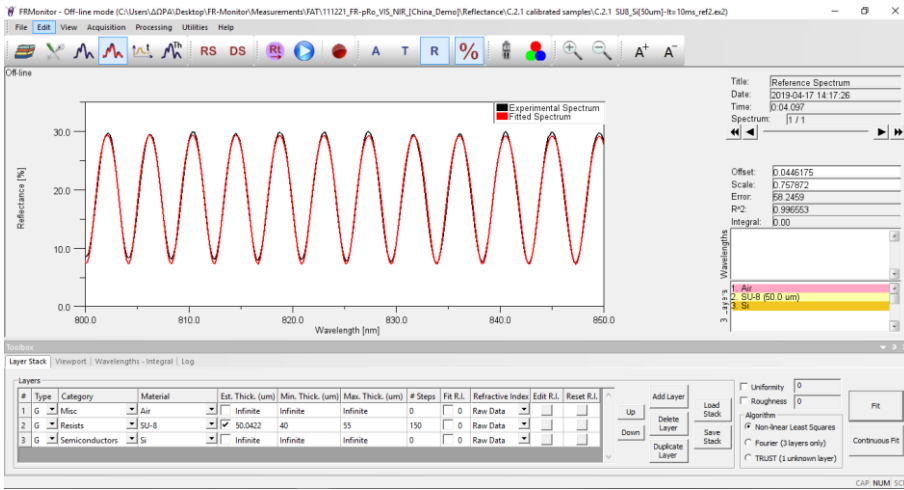 FRMonitor - Off-line mode (C:\Users\ΔΩΡΑ\Desktop\FR-Monitor\Measurements\FAT\111221_FR-pRo_VIS_NIR_[China_Demo]\Reflectance\C.2.1 calibrated samples\C.2.1 SU8_Si[50um]-It=10ms_ref2.ex2)
File Edit View Acquisition Processing Utilities Help
Th RS DS Rt A T R % A+ A-
Off-line
Experimental Spectrum
Fitted Spectrum
Reflectance [%]
30.0
20.0
10.0
0.0
800.0 810.0 820.0 830.0 840.0 850.0
Wavelength [nm]
Title: Reference Spectrum
Date: 2019-04-17 14:17:26
Time: 0:04.097
Spectrum: 1 / 1
Offset: 0.0446175
Scale: 0.757872
Error: 58.2459
R^2: 0.996553
Integral: 0.00
Wavelengths
3 Layers
1. Air
2. SU-8 (50.0 um)
3. Si
Toolbox
Layer Stack Viewport Wavelengths - Integral Log
Layers
# Type Category Material Est. Thick. (um) Min. Thick. (um) Max. Thick. (um) # Steps Fit R.I. Refractive Index Edit R.I. Reset R.I.
1 G Misc Air Infinite Infinite Infinite 0 0 Raw Data
2 G Resists SU-8 50.0422 40 55 150 0 Raw Data
3 G Semiconductors Si Infinite Infinite Infinite 0 0 Raw Data
Up
Down
Add Layer
Delete Layer
Duplicate Layer
Load Stack
Save Stack
Uniformity 0
Roughness 0
Algorithm
Non-linear Least Squares
Fourier (3 layers only)
TRUST (1 unknown layer)
Fit
Continuous Fit
CAP NUM